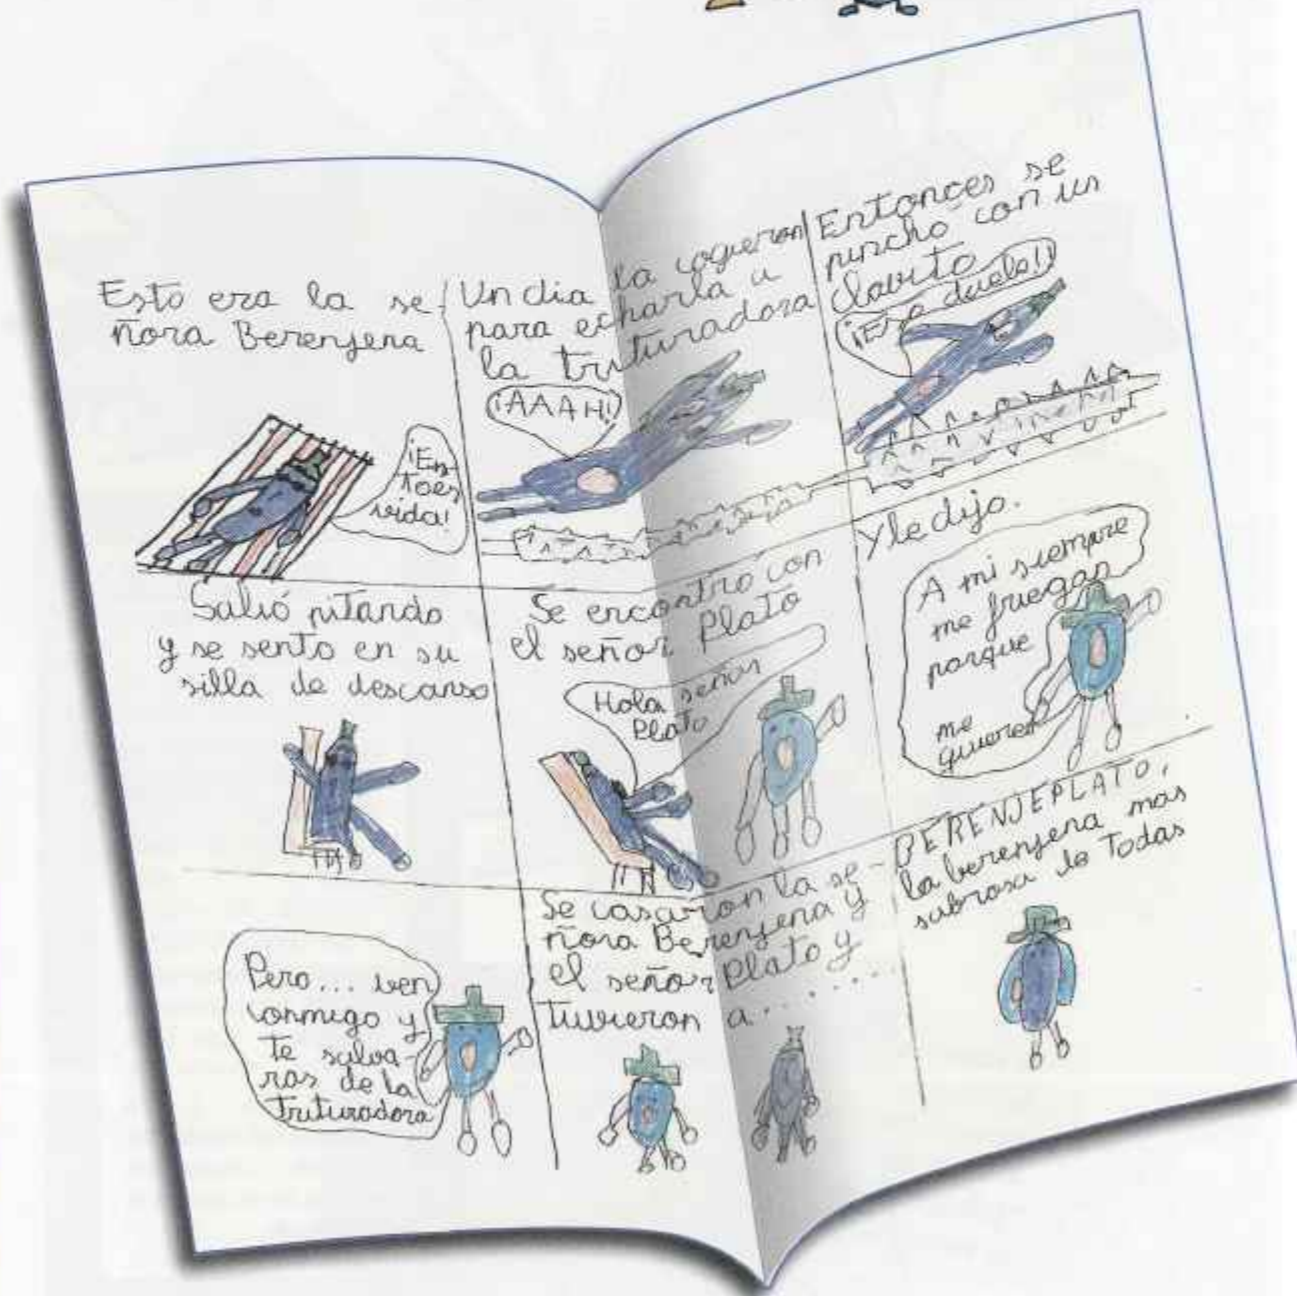 Esto era la se
ñora Berenjena
¡En
to es
vida!
Un dia la cogieron
para echarla a
la trituradora
¡AAAH!
Entonces se
pincho con un
clavito
¡Eso duele!
Salió pitando
y se sento en su
silla de descanso
Se encontro con
el señor Plato
Hola señor
Plato
Y le dijo.
A mi siempre
me friegan
porque
me
quieren
Pero... ven
conmigo y
te salva-
ras de la
trituradora
Se casaron la se-
ñora Berenjena y
el señor Plato y
tuvieron a.......
BERENJEPLATO,
la berenjena mas
sabrosa de todas